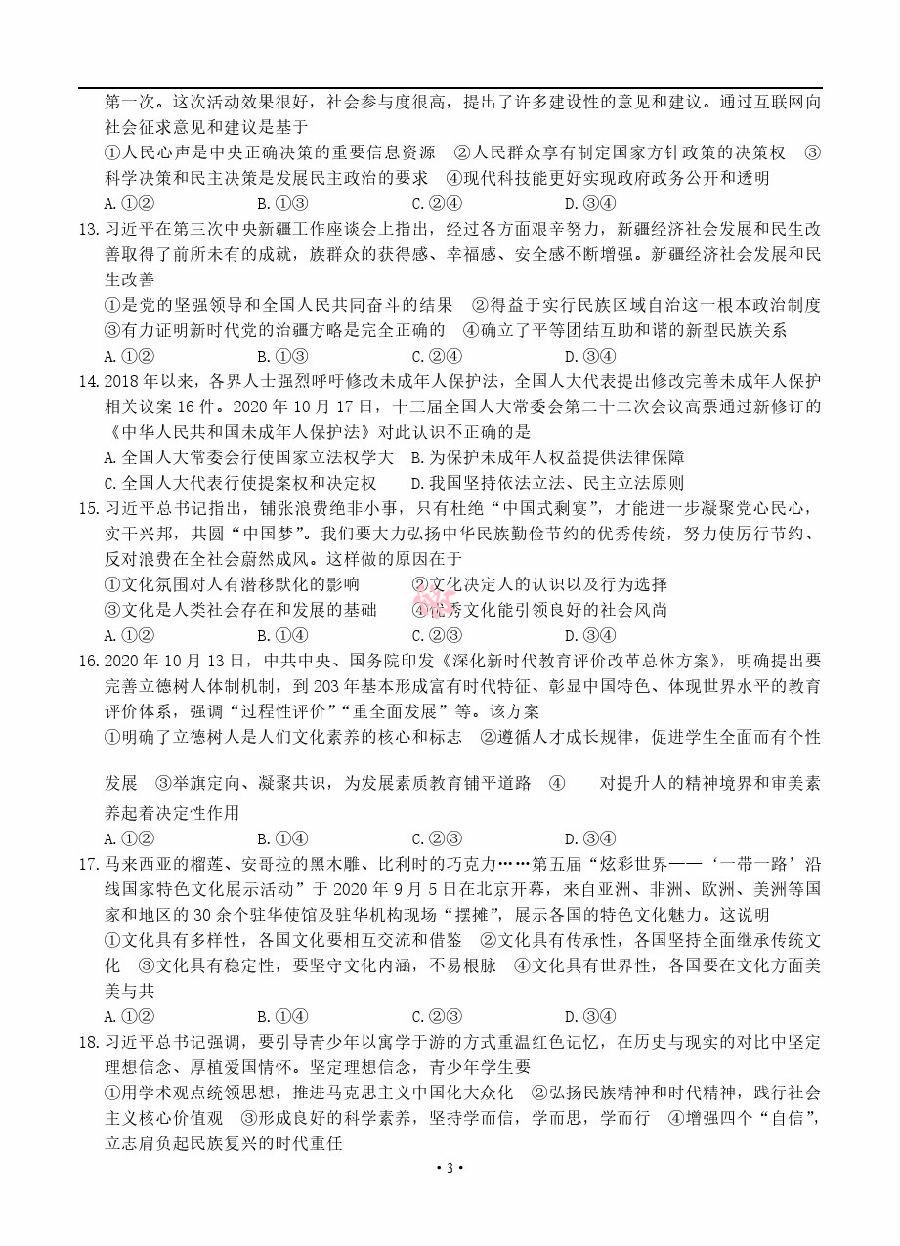 第一次。这次活动效果很好，社会参与度很高，提出了许多建设性的意见和建议。通过互联网向
社会征求意见和建议是基于
①人民心声是中央正确决策的重要信息资源　②人民群众享有制定国家方针政策的决策权　③
科学决策和民主决策是发展民主政治的要求　④现代科技能更好实现政府政务公开和透明
A.①②　　B.①③　　C.②④　　D.③④
13.习近平在第三次中央新疆工作座谈会上指出，经过各方面艰辛努力，新疆经济社会发展和民生改
善取得了前所未有的成就，族群众的获得感、幸福感、安全感不断增强。新疆经济社会发展和民
生改善
①是党的坚强领导和全国人民共同奋斗的结果　②得益于实行民族区域自治这一根本政治制度
③有力证明新时代党的治疆方略是完全正确的　④确立了平等团结互助和谐的新型民族关系
A.①②　　B.①③　　C.②④　　D.③④
14.2018年以来，各界人士强烈呼吁修改未成年人保护法，全国人大代表提出修改完善未成年人保护
相关议案16件。2020年10月17日，十二届全国人大常委会第二十二次会议高票通过新修订的
《中华人民共和国未成年人保护法》对此认识不正确的是
A.全国人大常委会行使国家立法权学大　B.为保护未成年人权益提供法律保障
C.全国人大代表行使提案权和决定权　D.我国坚持依法立法、民主立法原则
15.习近平总书记指出，铺张浪费绝非小事，只有杜绝“中国式剩宴”，才能进一步凝聚党心民心，
实干兴邦，共圆“中国梦”。我们要大力弘扬中华民族勤俭节约的优秀传统，努力使厉行节约、
反对浪费在全社会蔚然成风。这样做的原因在于
①文化氛围对人有潜移默化的影响　　②文化决定人的认识以及行为选择
③文化是人类社会存在和发展的基础　　④优秀文化能引领良好的社会风尚
A.①②　　B.①④　　C.②③　　D.③④
16.2020年10月13日，中共中央、国务院印发《深化新时代教育评价改革总体方案》，明确提出要
完善立德树人体制机制，到203年基本形成富有时代特征、彰显中国特色、体现世界水平的教育
评价体系，强调“过程性评价”“重全面发展”等。该方案
①明确了立德树人是人们文化素养的核心和标志　②遵循人才成长规律，促进学生全面而有个性
发展　③举旗定向、凝聚共识，为发展素质教育铺平道路　④　　对提升人的精神境界和审美素
养起着决定性作用
A.①②　　B.①④　　C.②③　　D.③④
17.马来西亚的榴莲、安哥拉的黑木雕、比利时的巧克力……第五届“炫彩世界——‘一带一路’沿
线国家特色文化展示活动”于2020年9月5日在北京开幕，来自亚洲、非洲、欧洲、美洲等国
家和地区的30余个驻华使馆及驻华机构现场“摆摊”，展示各国的特色文化魅力。这说明
①文化具有多样性，各国文化要相互交流和借鉴　②文化具有传承性，各国坚持全面继承传统文
化　③文化具有稳定性，要坚守文化内涵，不易根脉　④文化具有世界性，各国要在文化方面美
美与共
A.①②　　B.①④　　C.②③　　D.③④
18.习近平总书记强调，要引导青少年以寓学于游的方式重温红色记忆，在历史与现实的对比中坚定
理想信念、厚植爱国情怀。坚定理想信念，青少年学生要
①用学术观点统领思想，推进马克思主义中国化大众化　②弘扬民族精神和时代精神，践行社会
主义核心价值观　③形成良好的科学素养，坚持学而信，学而思，学而行　④增强四个“自信”，
立志肩负起民族复兴的时代重任
·3·